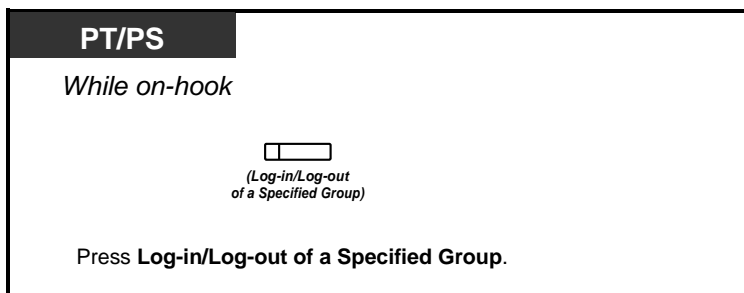 PT/PS
While on-hook
(Log-in/Log-out
of a Specified Group)
Press Log-in/Log-out of a Specified Group.